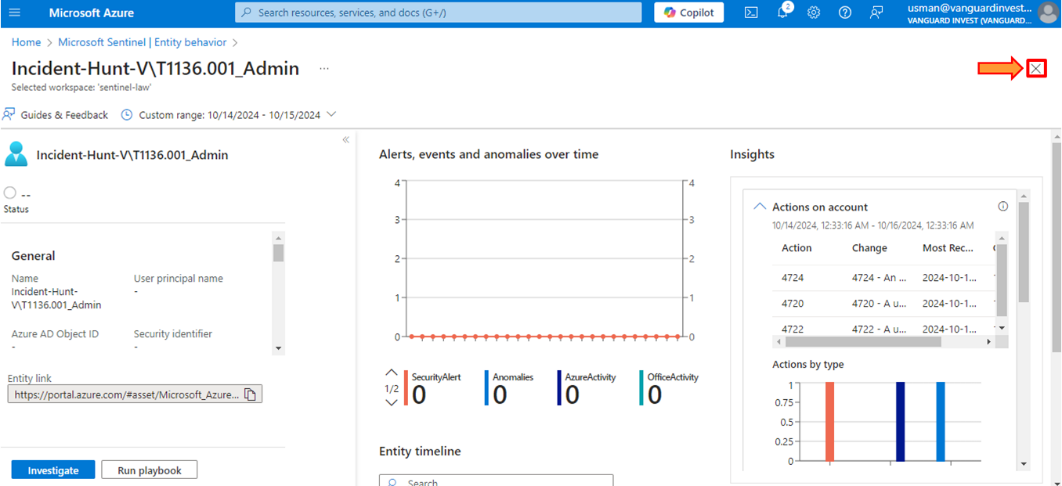 Microsoft Azure
Search resources, services, and docs (G+/)
Copilot
2
usman@vanguardinvest...
VANGUARD INVEST (VANGUARD...
Home > Microsoft Sentinel | Entity behavior >
Incident-Hunt-V\T1136.001_Admin ...
Selected workspace: 'sentinel-law'
Guides & Feedback
Custom range: 10/14/2024 - 10/15/2024
Incident-Hunt-V\T1136.001_Admin
--
Status
General
Name
Incident-Hunt-
V\T1136.001_Admin
User principal name
-
Azure AD Object ID
-
Security identifier
-
Entity link
https://portal.azure.com/#asset/Microsoft_Azure...
Investigate
Run playbook
Alerts, events and anomalies over time
4 4
3 3
2 2
1 1
0 0
1/2
SecurityAlert
0
Anomalies
0
AzureActivity
0
OfficeActivity
0
Entity timeline
Search
Insights
Actions on account
10/14/2024, 12:33:16 AM - 10/16/2024, 12:33:16 AM
Action Change Most Rec...
4724 4724 - An ... 2024-10-1...
4720 4720 - A u... 2024-10-1...
4722 4722 - A u... 2024-10-1...
Actions by type
1
0.75
0.5
0.25
0